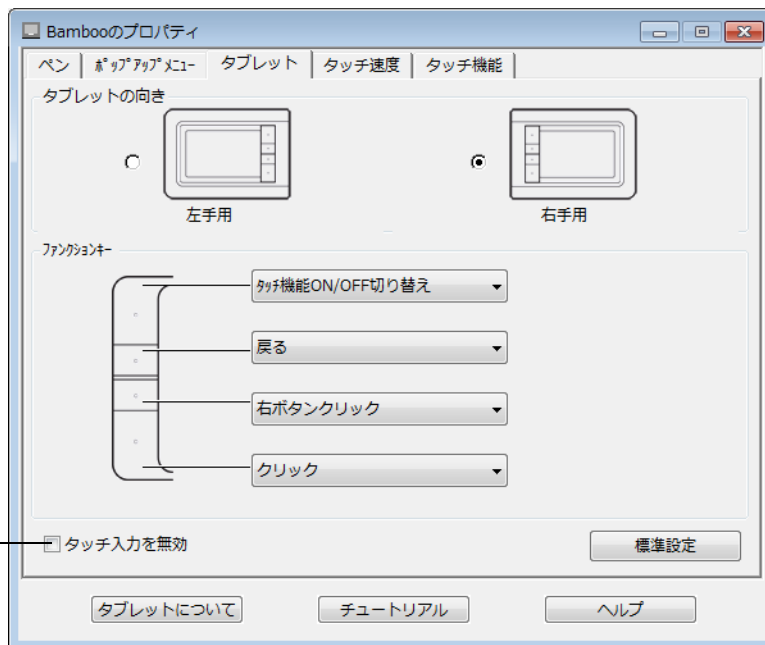 Bambooのプロパティ
ペン ﾎﾟｯﾌﾟｱｯﾌﾟﾒﾆｭｰ タブレット タッチ速度 タッチ機能
タブレットの向き
左手用 右手用
ﾌｧﾝｸｼｮﾝｷｰ
ﾀｯﾁ機能ON/OFF切り替え
戻る
右ボタンクリック
クリック
タッチ入力を無効 標準設定
タブレットについて チュートリアル ヘルプ